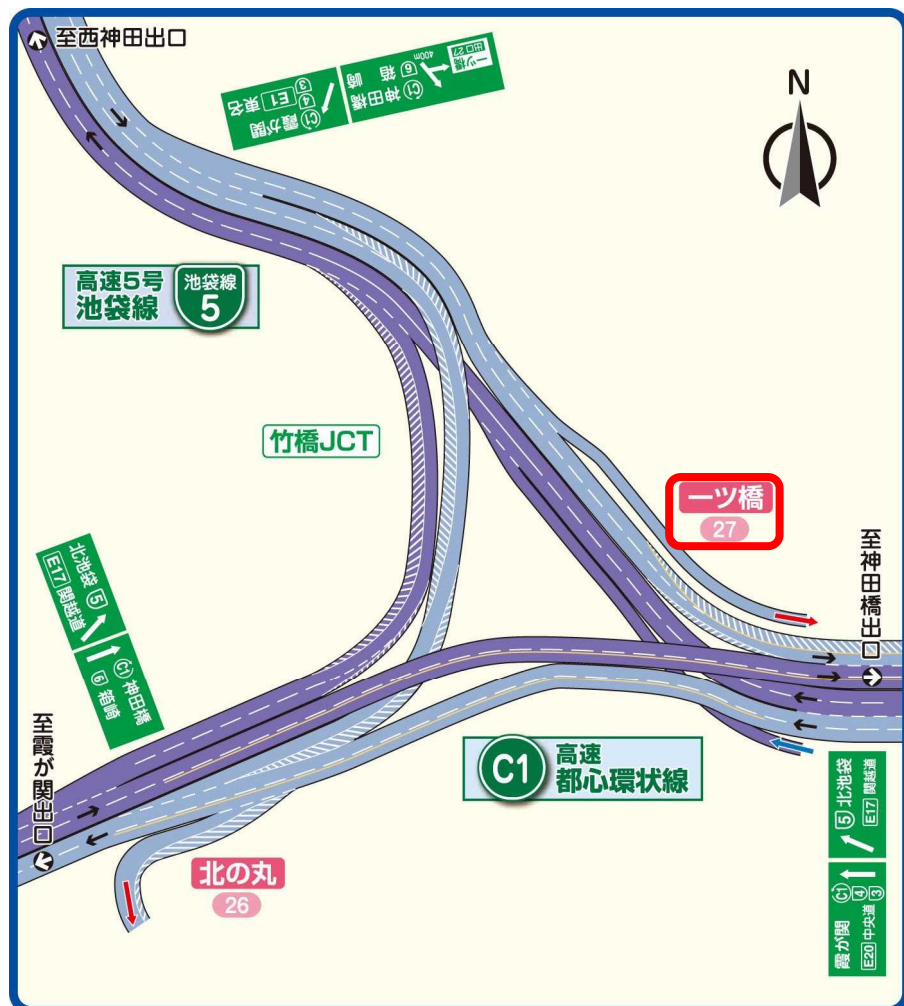 至西神田出口
C1 霞が関
3 4 E1 東名
一ツ橋
出口 27
400m
C1 神田橋
6 箱崎
N
高速5号
池袋線
池袋線
5
竹橋JCT
一ツ橋
27
至神田橋出口
北池袋 5
E17 関越道
C1 神田橋
6 箱崎
至霞が関出口
C1
高速
都心環状線
北の丸
26
5 北池袋
E17 関越道
霞が関 C1
4
3
E20 中央道